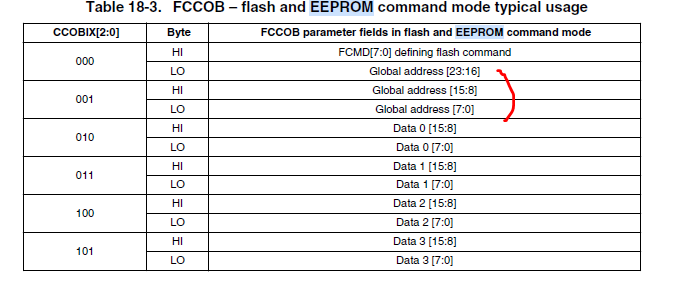 Table 18-3. FCCOB – flash and EEPROM command mode typical usage
CCOBIX[2:0] Byte FCCOB parameter fields in flash and EEPROM command mode
000 HI FCMD[7:0] defining flash command
LO Global address [23:16]
001 HI Global address [15:8]
LO Global address [7:0]
010 HI Data 0 [15:8]
LO Data 0 [7:0]
011 HI Data 1 [15:8]
LO Data 1 [7:0]
100 HI Data 2 [15:8]
LO Data 2 [7:0]
101 HI Data 3 [15:8]
LO Data 3 [7:0]